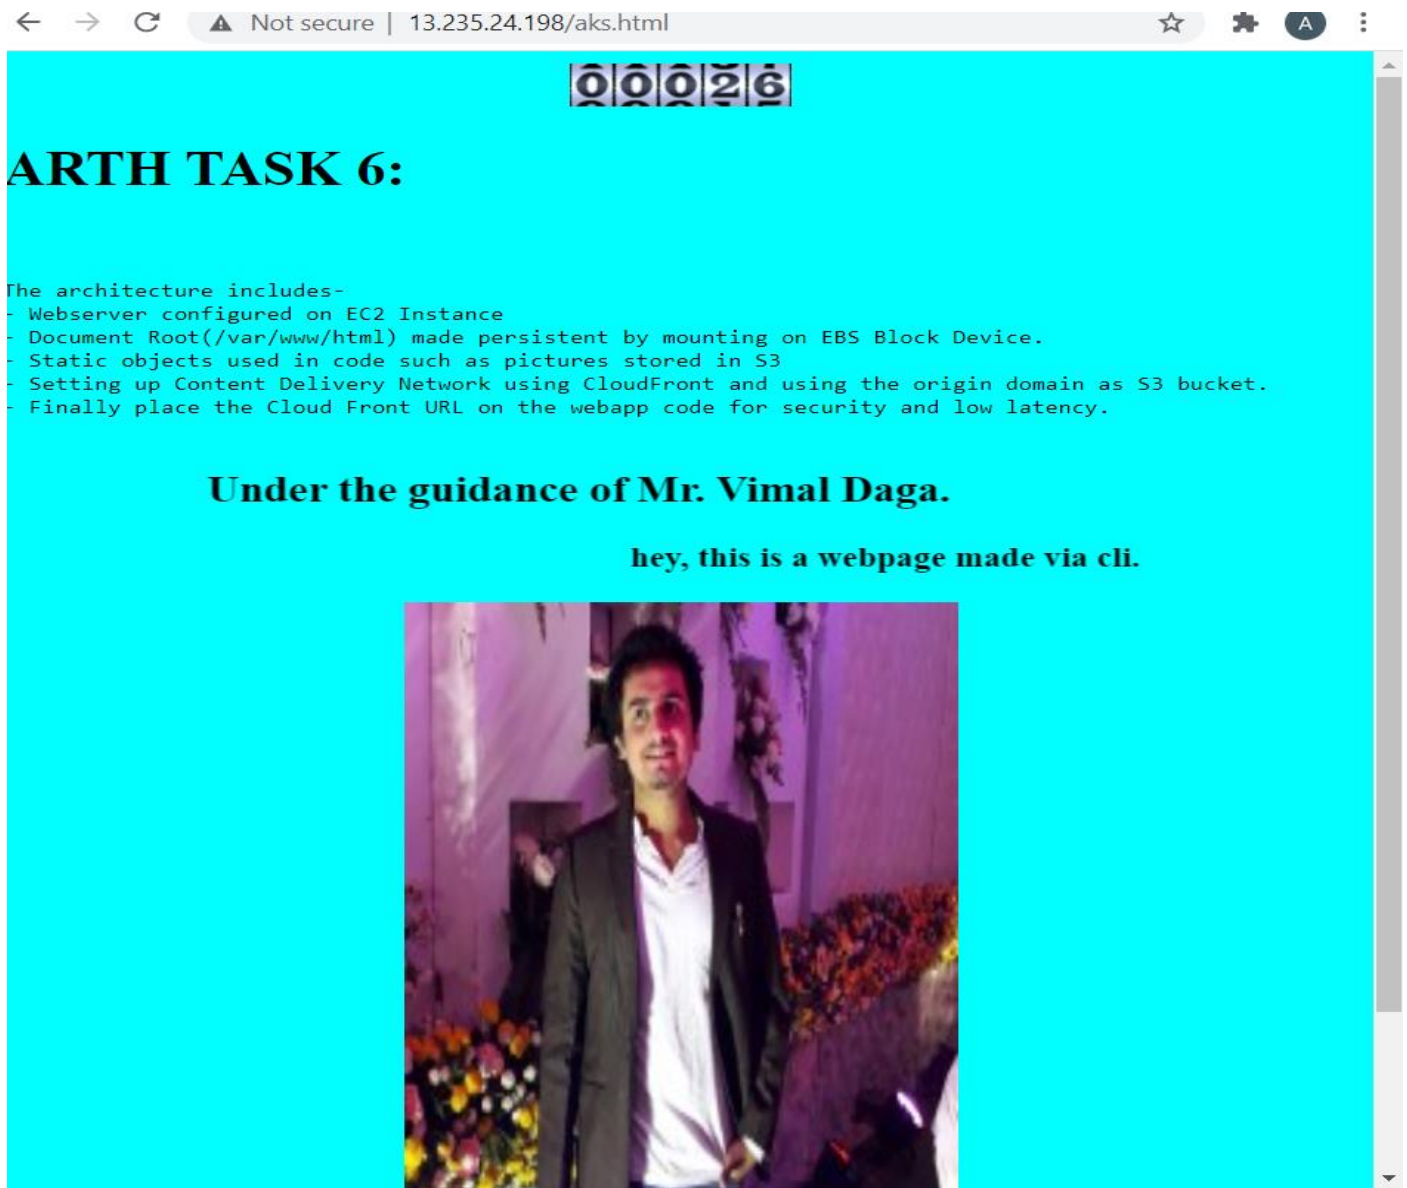 Not secure | 13.235.24.198/aks.html
A
00026
ARTH TASK 6:
The architecture includes-
- Webserver configured on EC2 Instance
- Document Root(/var/www/html) made persistent by mounting on EBS Block Device.
- Static objects used in code such as pictures stored in S3
- Setting up Content Delivery Network using CloudFront and using the origin domain as S3 bucket.
- Finally place the Cloud Front URL on the webapp code for security and low latency.
Under the guidance of Mr. Vimal Daga.
hey, this is a webpage made via cli.